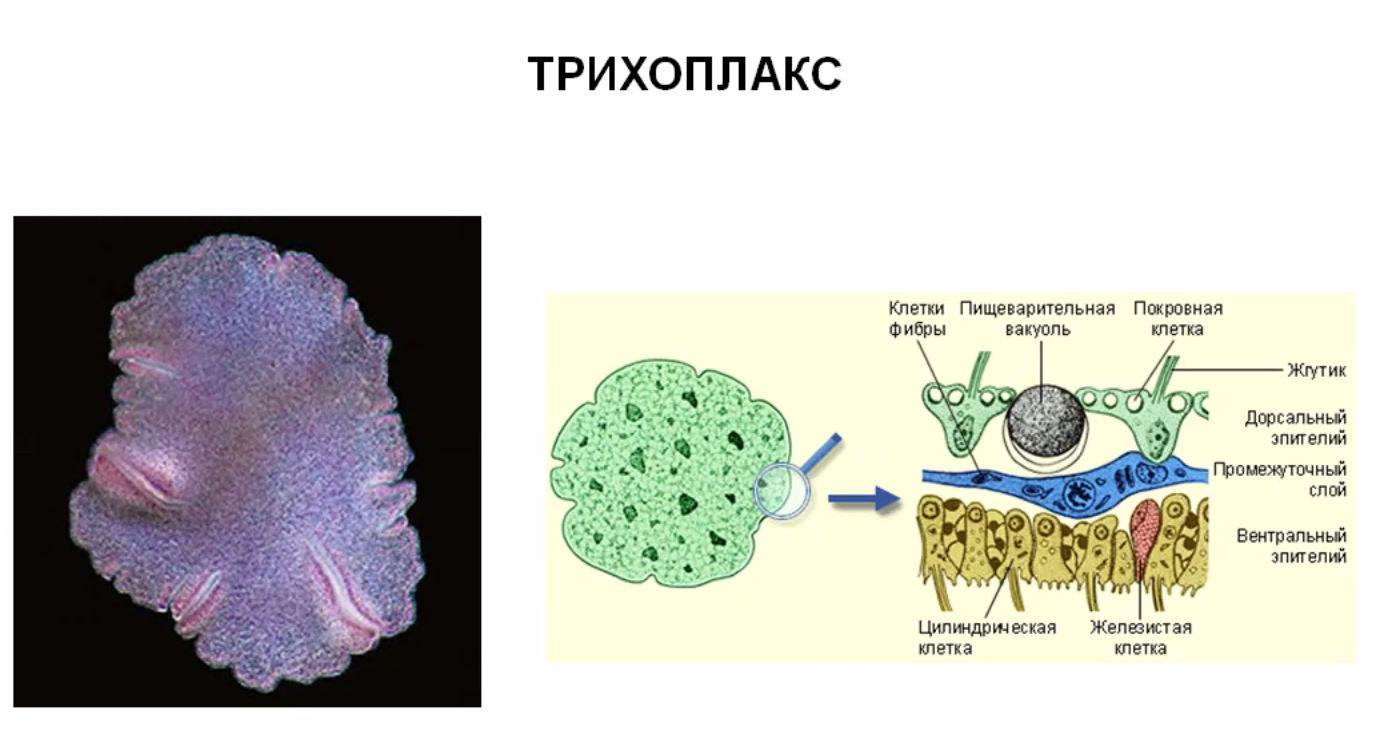 ТРИХОПЛАКС
Клетки
фибры
Пищеварительная
вакуоль
Покровная
клетка
Жгутик
Дорсальный
эпителий
Промежуточный
слой
Вентральный
эпителий
Цилиндрическая
клетка
Железистая
клетка